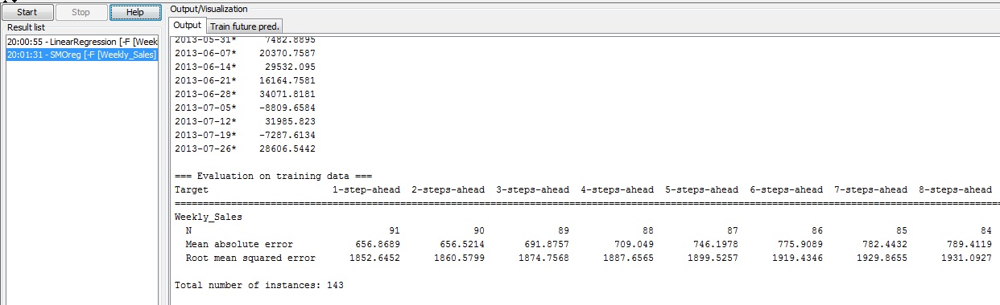 Start Stop Help
Result list
20:00:55 - LinearRegression [-F [Week
20:01:31 - SMOreg [-F [Weekly_Sales]
Output/Visualization
Output Train future pred.
2013-05-31* 7482.8895
2013-06-07* 20370.7587
2013-06-14* 29532.095
2013-06-21* 16164.7581
2013-06-28* 34071.8181
2013-07-05* -8809.6584
2013-07-12* 31985.823
2013-07-19* -7287.6134
2013-07-26* 28606.5442
=== Evaluation on training data ===
Target 1-step-ahead 2-steps-ahead 3-steps-ahead 4-steps-ahead 5-steps-ahead 6-steps-ahead 7-steps-ahead 8-steps-ahead
Weekly_Sales
N 91 90 89 88 87 86 85 84
Mean absolute error 656.8689 656.5214 691.8757 709.049 746.1978 775.9089 782.4432 789.4119
Root mean squared error 1852.6452 1860.5799 1874.7568 1887.6565 1899.5257 1919.4346 1929.8655 1931.0927
Total number of instances: 143